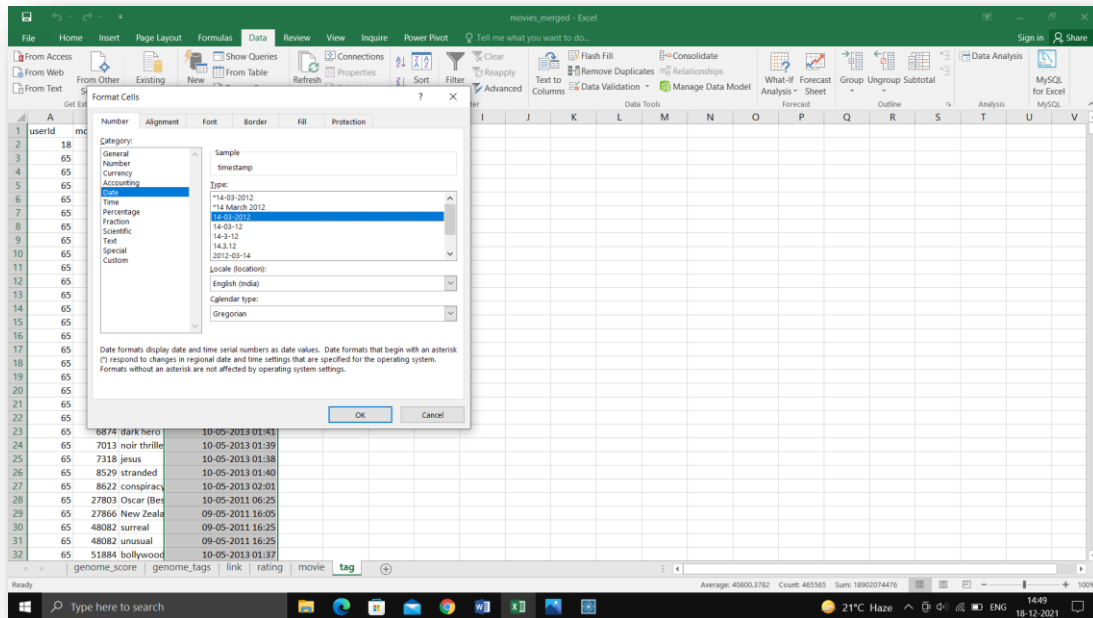 movies_merged - Excel
File Home Insert Page Layout Formulas Data Review View Inquire Power Pivot Tell me what you want to do... Sign in Share
From Access
From Web
From Text
From Other
Existing
New
Show Queries
From Table
Refresh
Connections
Properties
Sort
Filter
Clear
Reapply
Advanced
Text to
Columns
Flash Fill
Remove Duplicates
Data Validation
Consolidate
Relationships
Manage Data Model
What-If
Analysis
Forecast
Sheet
Group Ungroup Subtotal
Data Analysis
MySQL
for Excel
Data Tools Forecast Outline Analysis MySQL
A I J K L M N O P Q R S T U V
1 userId
2 18
3 65
4 65
5 65
6 65
7 65
8 65
9 65
10 65
11 65
12 65
13 65
14 65
15 65
16 65
17 65
18 65
19 65
20 65
21 65
22 65
23 65 6874 dark hero 10-05-2013 01:41
24 65 7013 noir thrille 10-05-2013 01:39
25 65 7318 jesus 10-05-2013 01:38
26 65 8529 stranded 10-05-2013 01:40
27 65 8622 conspiracy 10-05-2013 02:01
28 65 27803 Oscar (Bes 10-05-2011 06:25
29 65 27866 New Zeala 09-05-2011 16:05
30 65 48082 surreal 09-05-2011 16:25
31 65 48082 unusual 09-05-2011 16:25
32 65 51884 bollywood 10-05-2013 01:37
Format Cells ? ×
Number Alignment Font Border Fill Protection
Category:
General
Number
Currency
Accounting
Date
Time
Percentage
Fraction
Scientific
Text
Special
Custom
Sample
timestamp
Type:
*14-03-2012
*14 March 2012
14-03-2012
14-03-12
14-3-12
14.3.12
2012-03-14
Locale (location):
English (India)
Calendar type:
Gregorian
Date formats display date and time serial numbers as date values. Date formats that begin with an asterisk
(*) respond to changes in regional date and time settings that are specified for the operating system.
Formats without an asterisk are not affected by operating system settings.
OK Cancel
genome_score genome_tags link rating movie tag
Ready
Average: 40600.3782 Count: 465565 Sum: 18902074476
Type here to search
21°C Haze
ENG
14:49
18-12-2021